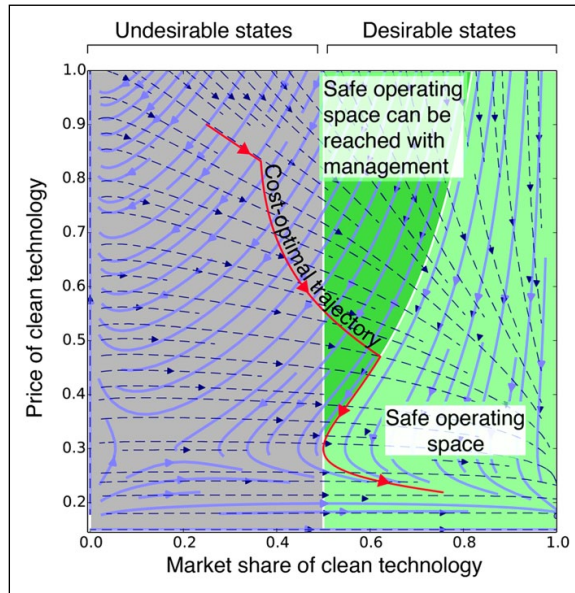 Undesirable states
Desirable states
Price of clean technology
1.0
0.9
0.8
0.7
0.6
0.5
0.4
0.3
0.2
Safe operating
space can be
reached with
management
Cost-optimal trajectory
Safe operating
space
0.0
0.2
0.4
0.6
0.8
1.0
Market share of clean technology